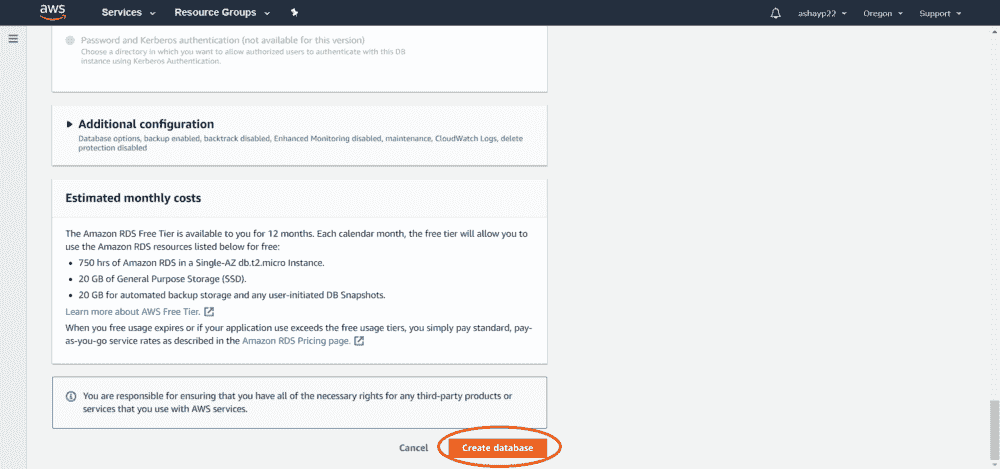 aws Services Resource Groups ashayp22 Oregon Support
Password and Kerberos authentication (not available for this version)
Choose a directory in which you want to allow authorized users to authenticate with this DB
instance using Kerberos Authentication.
Additional configuration
Database options, backup enabled, backtrack disabled, Enhanced Monitoring disabled, maintenance, CloudWatch Logs, delete
protection disabled
Estimated monthly costs
The Amazon RDS Free Tier is available to you for 12 months. Each calendar month, the free tier will allow you to
use the Amazon RDS resources listed below for free:
• 750 hrs of Amazon RDS in a Single-AZ db.t2.micro Instance.
• 20 GB of General Purpose Storage (SSD).
• 20 GB for automated backup storage and any user-initiated DB Snapshots.
Learn more about AWS Free Tier.
When you free usage expires or if your application use exceeds the free usage tiers, you simply pay standard, pay-
as-you-go service rates as described in the Amazon RDS Pricing page.
You are responsible for ensuring that you have all of the necessary rights for any third-party products or
services that you use with AWS services.
Cancel Create database